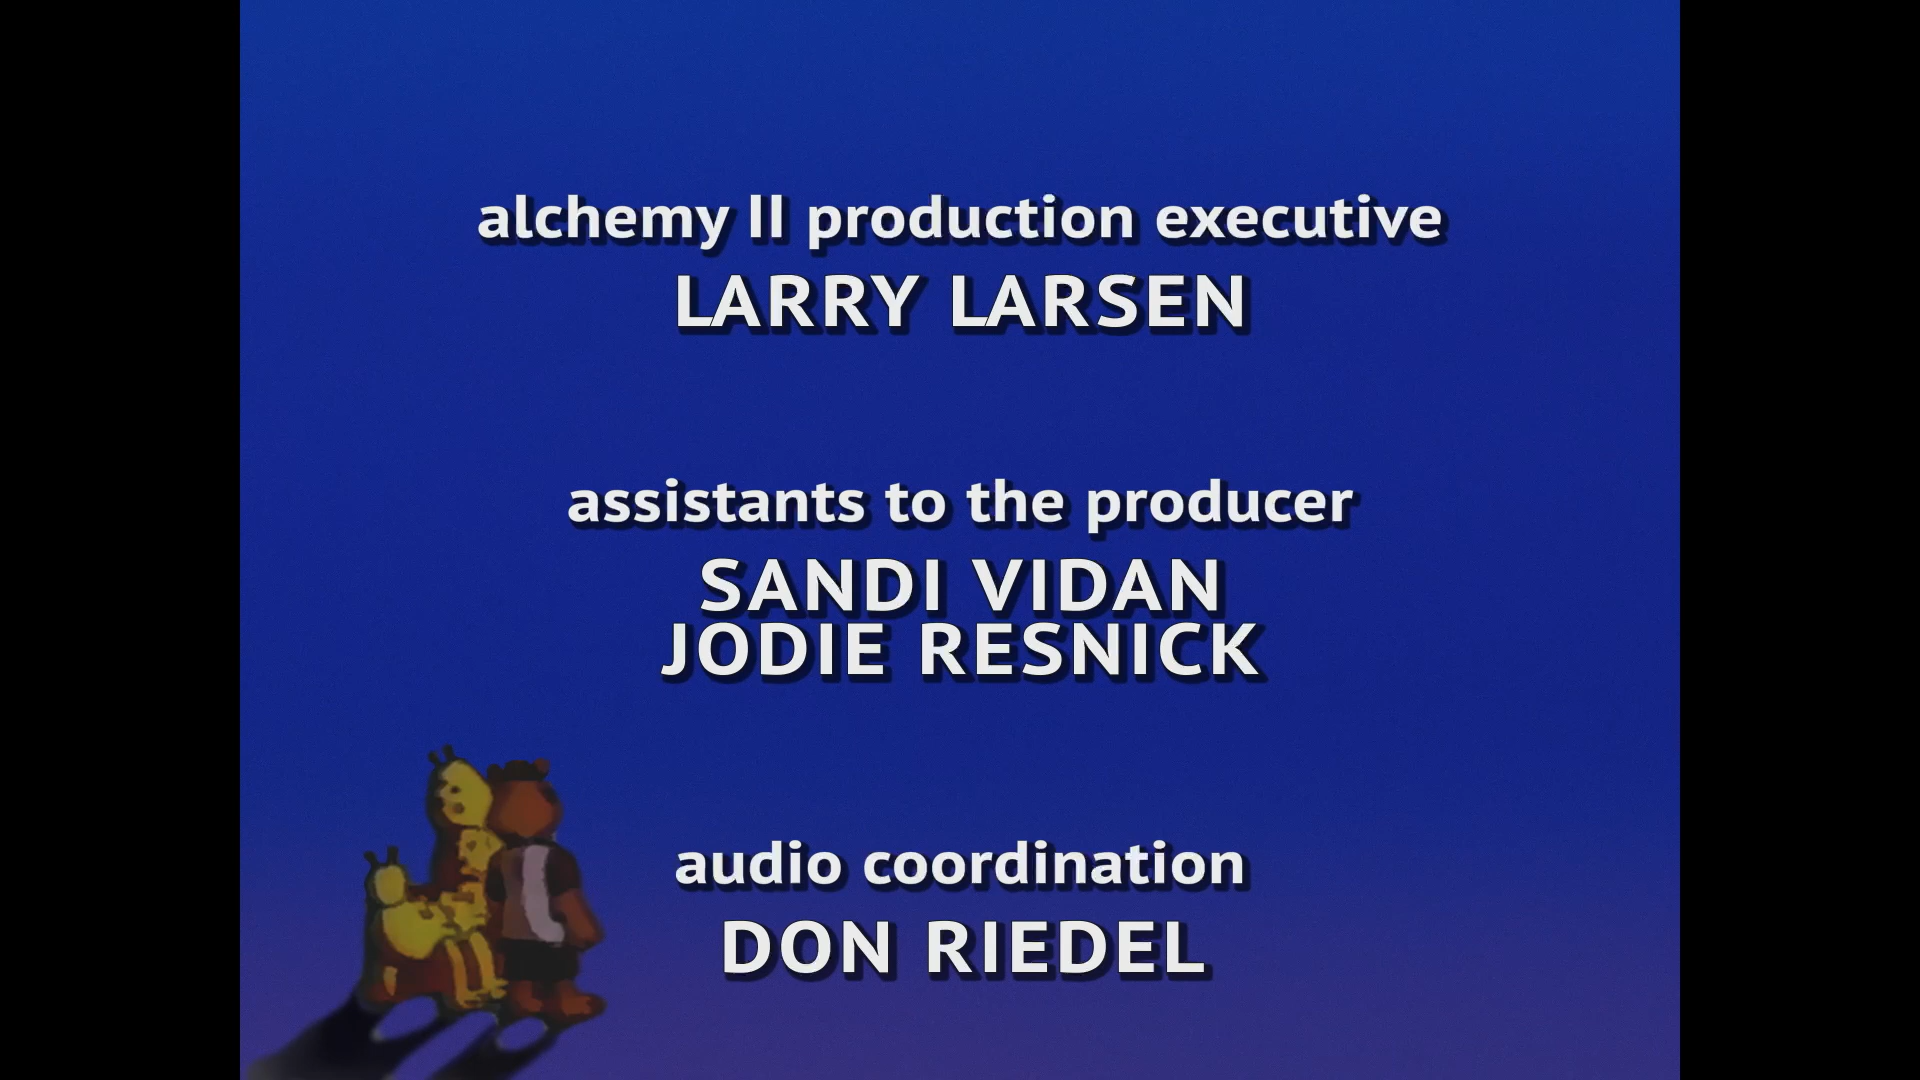 alchemy II production executive
LARRY LARSEN
assistants to the producer
SANDI VIDAN
JODIE RESNICK
audio coordination
DON RIEDEL